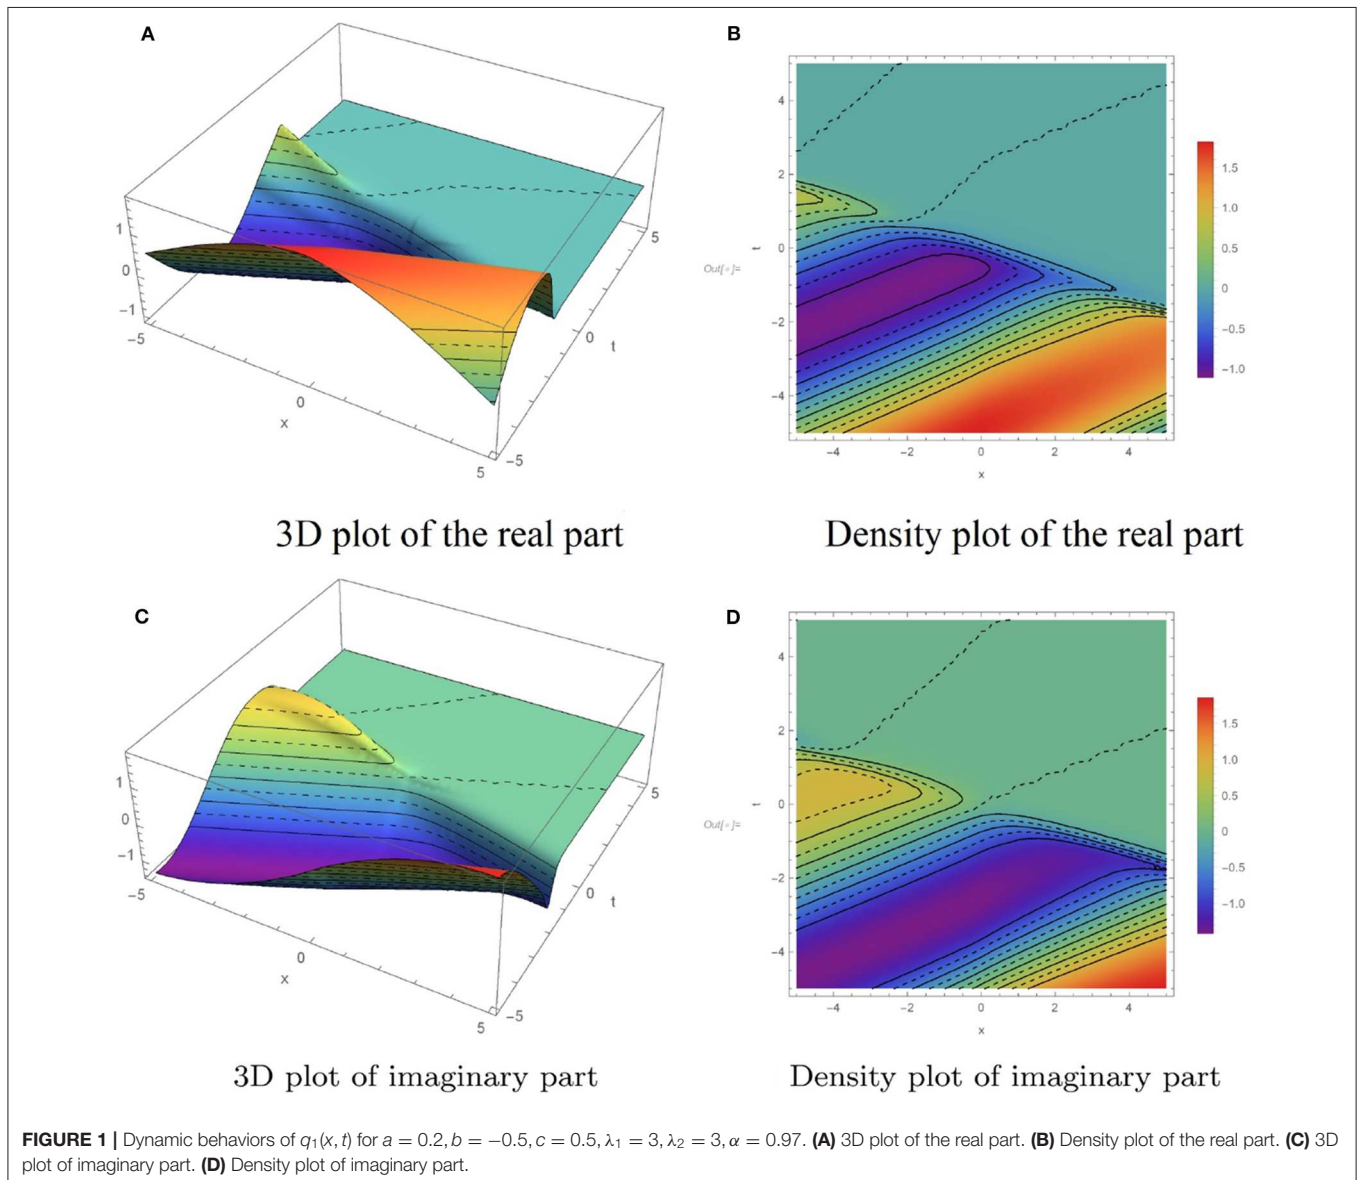 A
1
0
−1
−5
0
x
5
−5
0
t
5
3D plot of the real part
B
4
2
0
−2
−4
t
Out[∘]=
−4
−2
0
2
4
x
1.5
1.0
0.5
0
−0.5
−1.0
Density plot of the real part
C
1
0
−1
−5
0
x
5
−5
0
t
5
3D plot of imaginary part
D
4
2
0
−2
−4
t
Out[∘]=
−4
−2
0
2
4
x
1.5
1.0
0.5
0
−0.5
−1.0
Density plot of imaginary part
FIGURE 1 | Dynamic behaviors of q₁(x, t) for a = 0.2, b = −0.5, c = 0.5, λ₁ = 3, λ₂ = 3, α = 0.97. (A) 3D plot of the real part. (B) Density plot of the real part. (C) 3D
plot of imaginary part. (D) Density plot of imaginary part.